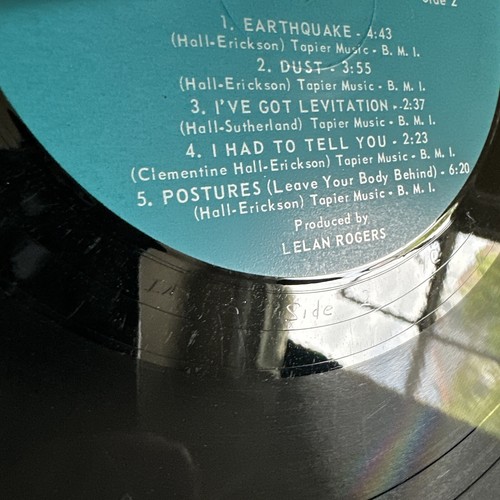 Side 2
1. EARTHQUAKE - 4:43
(Hall-Erickson) Tapier Music - B. M. I.
2. DUST - 3:55
(Hall-Erickson) Tapier Music - B. M. I.
3. I'VE GOT LEVITATION - 2:37
(Hall-Sutherland) Tapier Music - B. M. I.
4. I HAD TO TELL YOU - 2:23
(Clementine Hall-Erickson) Tapier Music - B. M. I.
5. POSTURES (Leave Your Body Behind) - 6:20
(Hall-Erickson) Tapier Music - B. M. I.
Produced by
LELAN ROGERS
Side 2